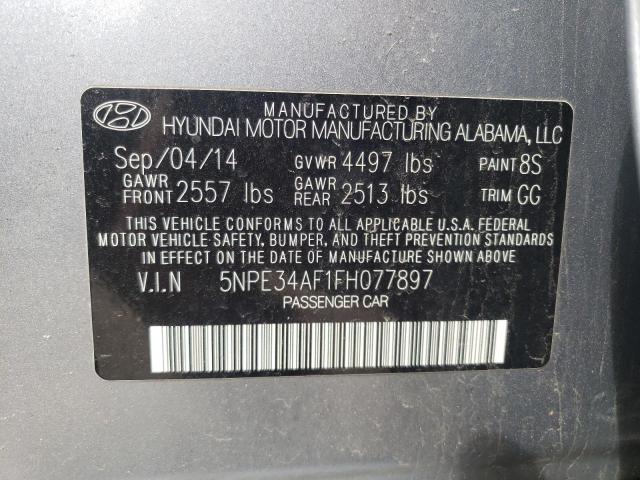 MANUFACTURED BY
HYUNDAI MOTOR MANUFACTURING ALABAMA, LLC
Sep/04/14 GVWR 4497 lbs PAINT 8S
GAWR FRONT 2557 lbs GAWR REAR 2513 lbs TRIM GG
THIS VEHICLE CONFORMS TO ALL APPLICABLE U.S.A. FEDERAL
MOTOR VEHICLE SAFETY, BUMPER, AND THEFT PREVENTION STANDARDS
IN EFFECT ON THE DATE OF MANUFACTURE SHOWN ABOVE.
V.I.N 5NPE34AF1FH077897
PASSENGER CAR